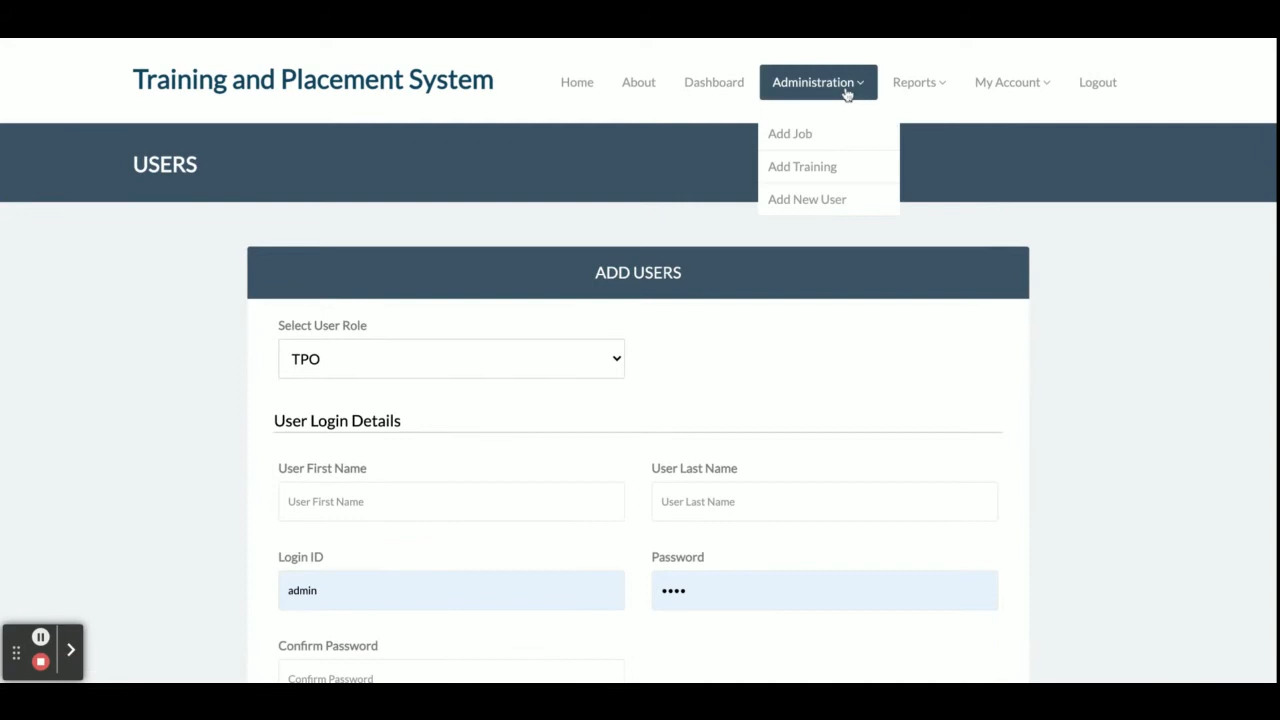 Training and Placement System
Home About Dashboard Administration Reports My Account Logout
Add Job
Add Training
Add New User
USERS
ADD USERS
Select User Role
TPO
User Login Details
User First Name User Last Name
User First Name User Last Name
Login ID Password
admin ••••
Confirm Password
Confirm Password